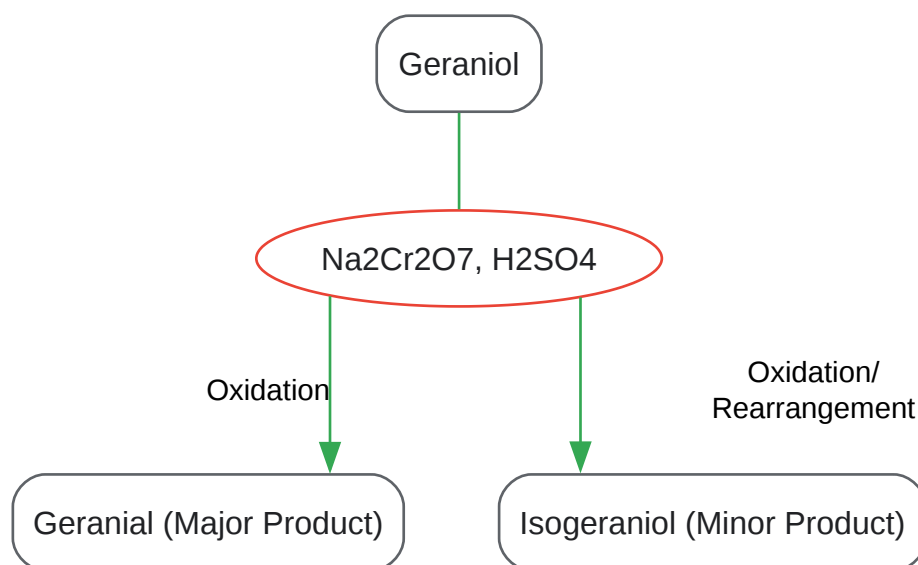 Geraniol
Na2Cr2O7, H2SO4
Oxidation
Oxidation/
Rearrangement
Geranial (Major Product)
Isogeraniol (Minor Product)